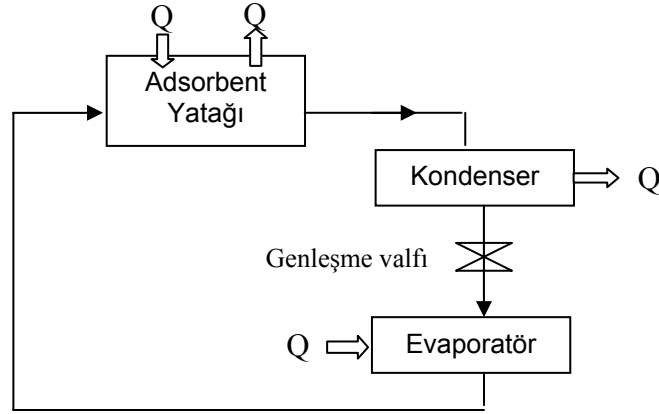 Q
Q
Adsorbent
Yatağı
Kondenser
Q
Genleşme valfı
Q
Evaporatör